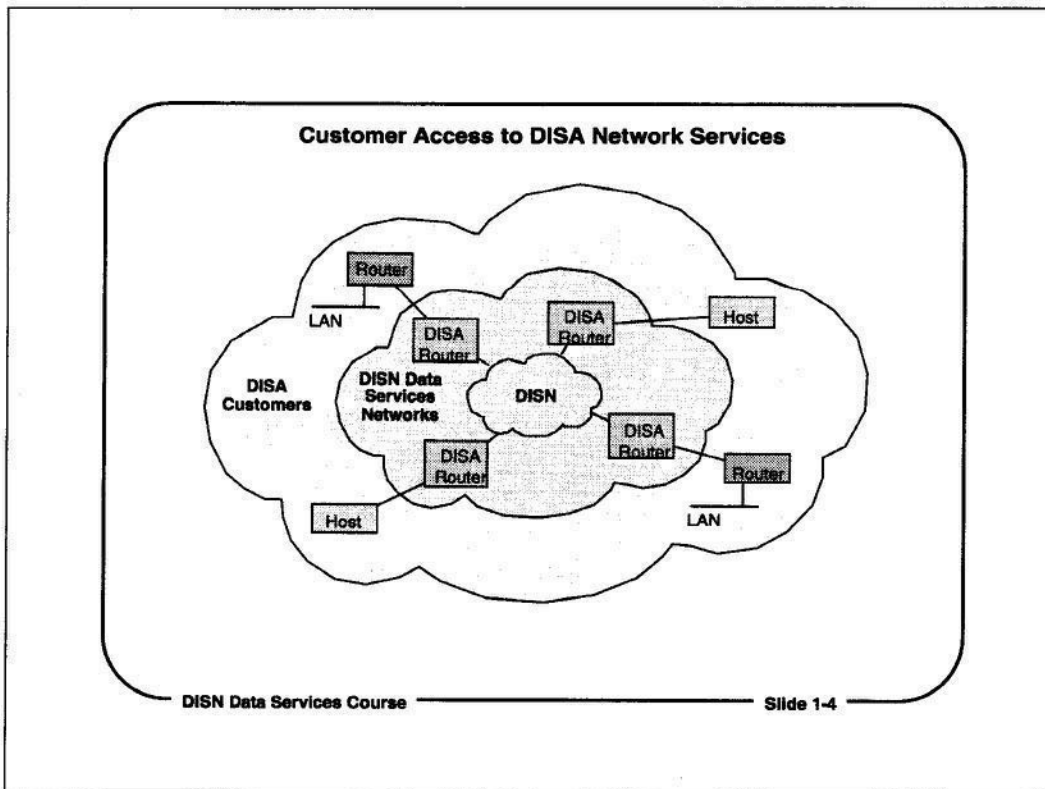 Customer Access to DISA Network Services
Router
LAN
DISA
Router
DISA
Router
Host
DISA
Customers
DISN Data
Services
Networks
DISN
DISA
Router
DISA
Router
Router
LAN
Host
DISN Data Services Course
Slide 1-4